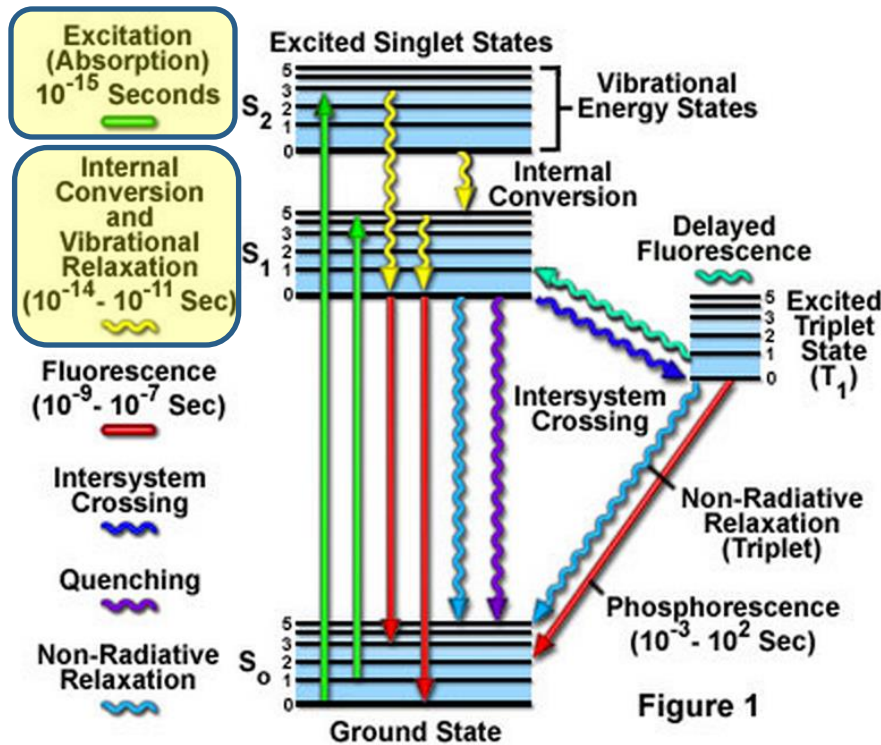 Excitation
(Absorption)
10⁻¹⁵ Seconds
Internal
Conversion
and
Vibrational
Relaxation
(10⁻¹⁴ - 10⁻¹¹ Sec)
Fluorescence
(10⁻⁹ - 10⁻⁷ Sec)
Intersystem
Crossing
Quenching
Non-Radiative
Relaxation
Excited Singlet States
S₂
5
3
2
1
0
Vibrational
Energy States
Internal
Conversion
S₁
5
3
2
1
0
Delayed
Fluorescence
5
3
2
1
0
Excited
Triplet
State
(T₁)
Intersystem
Crossing
Non-Radiative
Relaxation
(Triplet)
Phosphorescence
(10⁻³ - 10² Sec)
S₀
5
3
2
1
0
Ground State
Figure 1